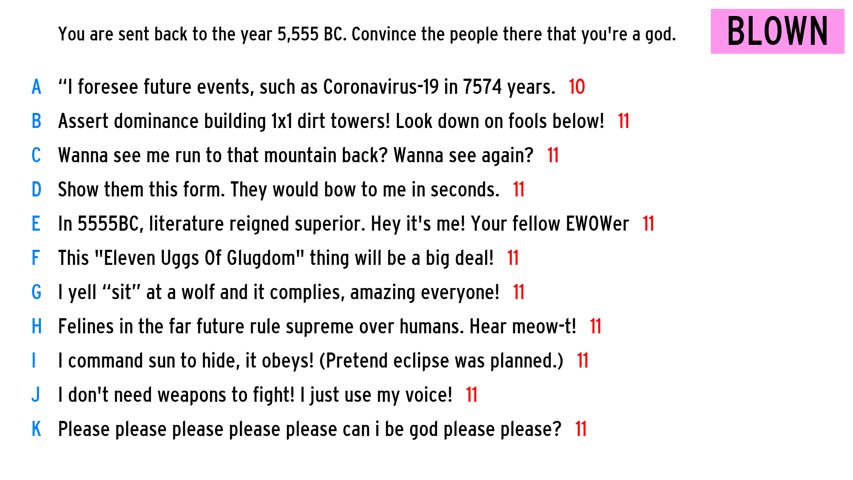 You are sent back to the year 5,555 BC. Convince the people there that you're a god.
BLOWN
A “I foresee future events, such as Coronavirus-19 in 7574 years. 10
B Assert dominance building 1x1 dirt towers! Look down on fools below! 11
C Wanna see me run to that mountain back? Wanna see again? 11
D Show them this form. They would bow to me in seconds. 11
E In 5555BC, literature reigned superior. Hey it's me! Your fellow EWOWer 11
F This "Eleven Uggs Of Glugdom" thing will be a big deal! 11
G I yell “sit” at a wolf and it complies, amazing everyone! 11
H Felines in the far future rule supreme over humans. Hear meow-t! 11
I I command sun to hide, it obeys! (Pretend eclipse was planned.) 11
J I don't need weapons to fight! I just use my voice! 11
K Please please please please please can i be god please please? 11